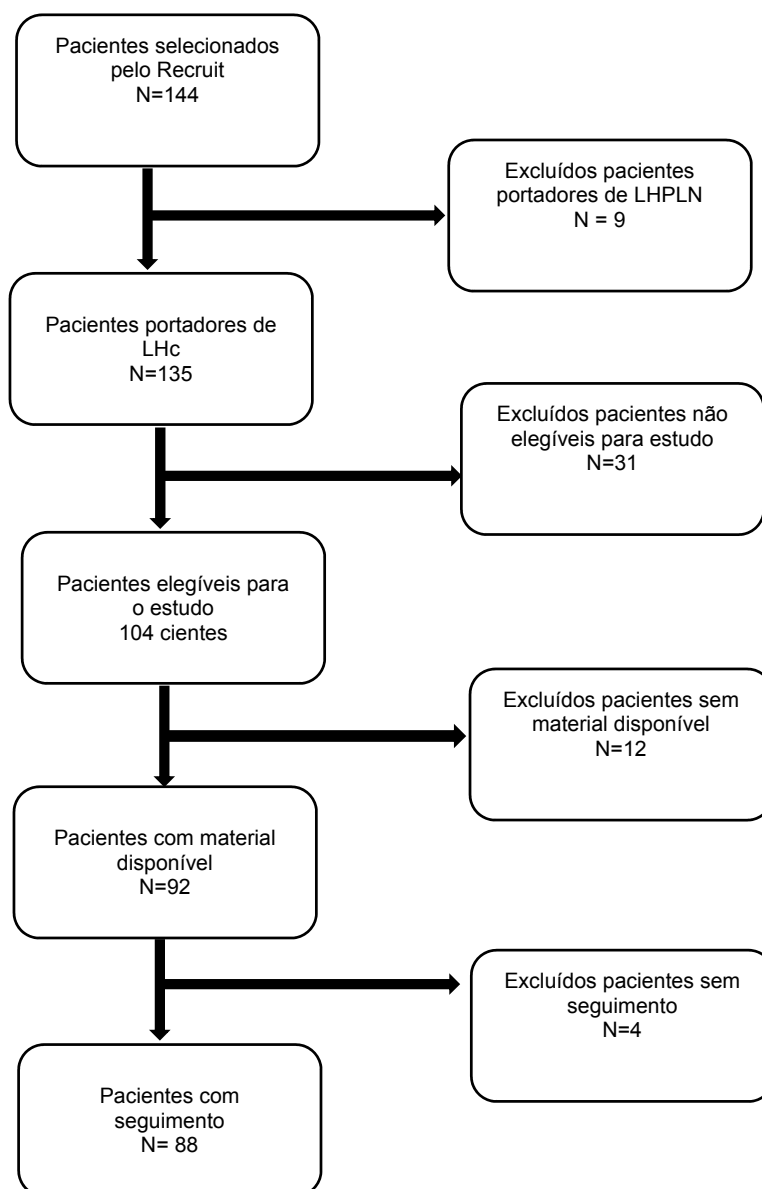 Pacientes selecionados
pelo Recruit
N=144
Excluídos pacientes
portadores de LHPLN
N = 9
Pacientes portadores de
LHc
N=135
Excluídos pacientes não
elegíveis para estudo
N=31
Pacientes elegíveis para
o estudo
104 cientes
Excluídos pacientes sem
material disponível
N=12
Pacientes com material
disponível
N=92
Excluídos pacientes sem
seguimento
N=4
Pacientes com
seguimento
N= 88